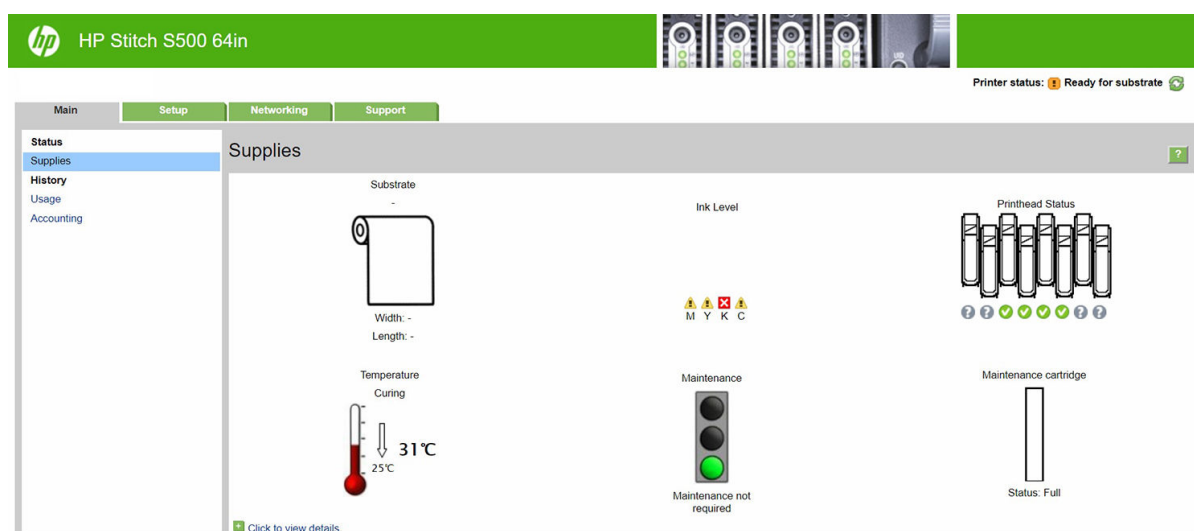 hp HP Stitch S500 64in
Printer status: Ready for substrate
Main Setup Networking Support
Status
Supplies
History
Usage
Accounting
Supplies
?
Substrate
-
Width: -
Length: -
Ink Level
M Y K C
Printhead Status
? ? ? ?
Temperature
Curing
31°C
25°C
Maintenance
Maintenance not
required
Maintenance cartridge
Status: Full
+ Click to view details